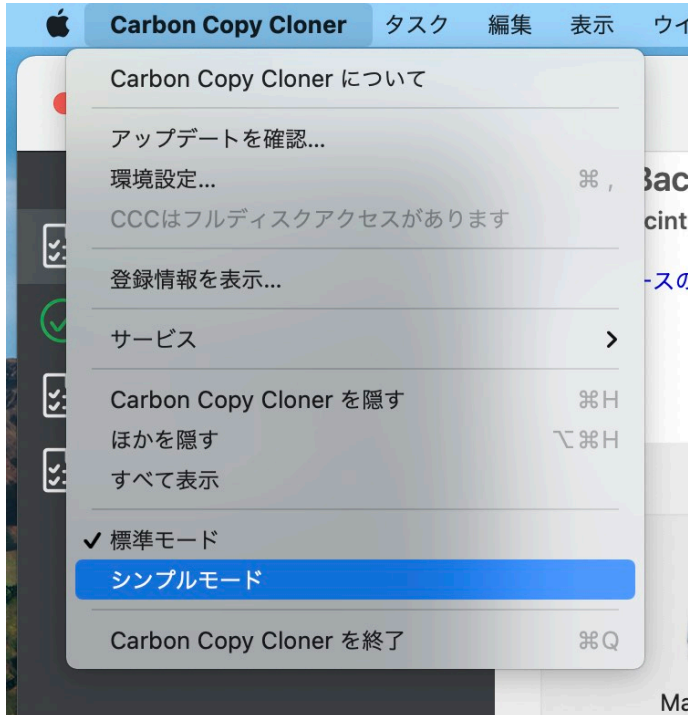 Carbon Copy Cloner タスク 編集 表示
Carbon Copy Cloner について
アップデートを確認...
環境設定... ⌘ ,
CCCはフルディスクアクセスがあります
登録情報を表示...
サービス
Carbon Copy Cloner を隠す ⌘H
ほかを隠す ⌥⌘H
すべて表示
✓ 標準モード
シンプルモード
Carbon Copy Cloner を終了 ⌘Q